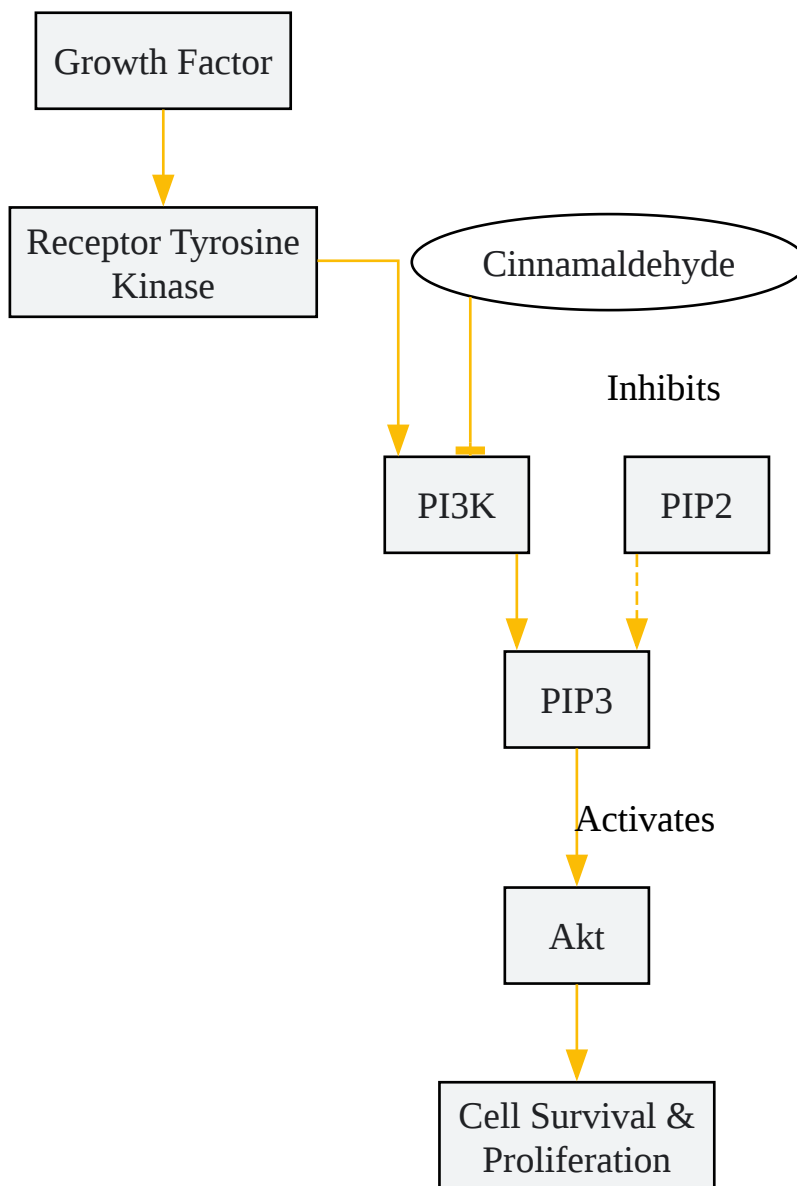 Growth Factor
Receptor Tyrosine
Kinase
Cinnamaldehyde
Inhibits
PI3K
PIP2
PIP3
Activates
Akt
Cell Survival &
Proliferation